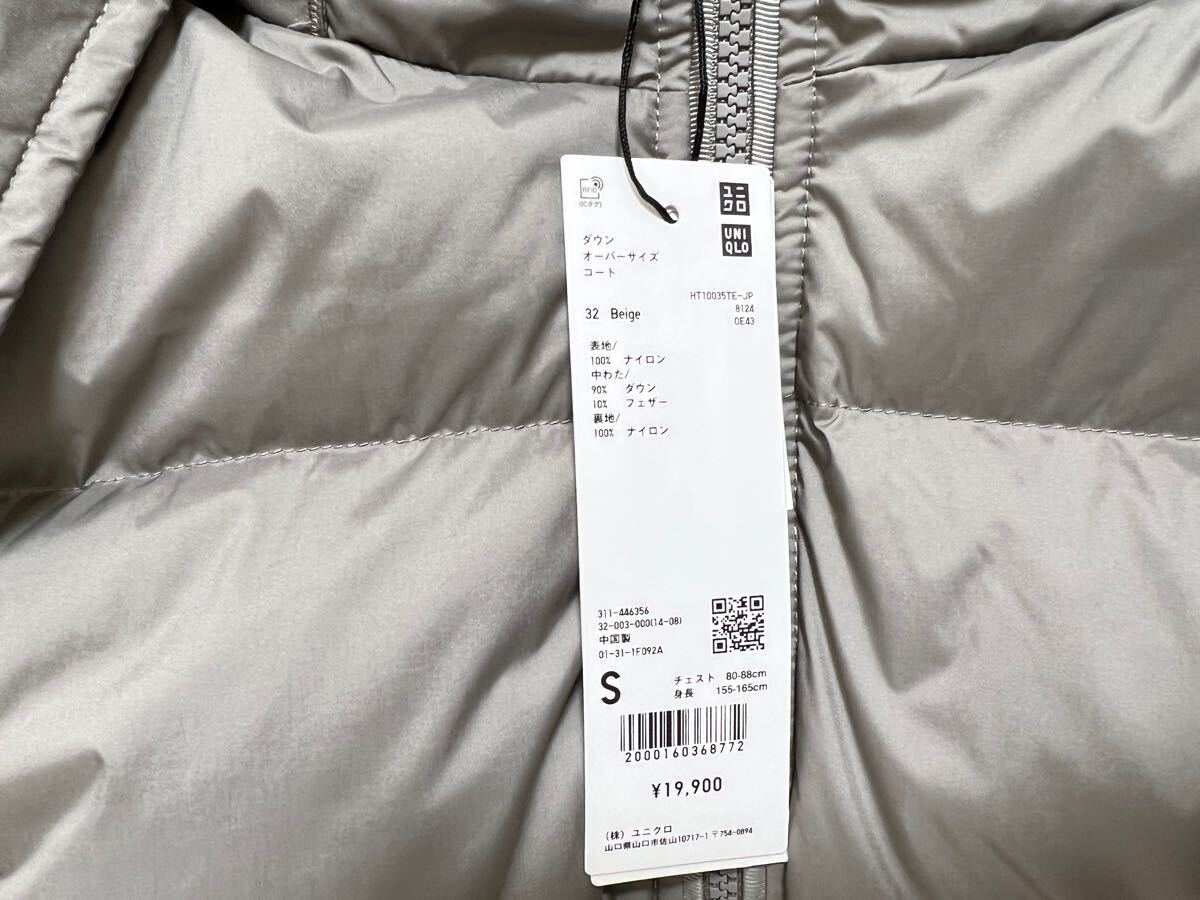 RFID
(ICタグ)
ユニ
クロ
UNI
QLO
ダウン
オーバーサイズ
コート
HT10035TE-JP
32 Beige
8124
0E43
表地/
100% ナイロン
中わた/
90% ダウン
10% フェザー
裏地/
100% ナイロン
311-446356
32-003-000(14-08)
中国製
01-31-1F092A
S
チェスト 80-88cm
身長 155-165cm
2000160368772
¥19,900
(株) ユニクロ
山口県山口市佐山10717-1 〒754-0894